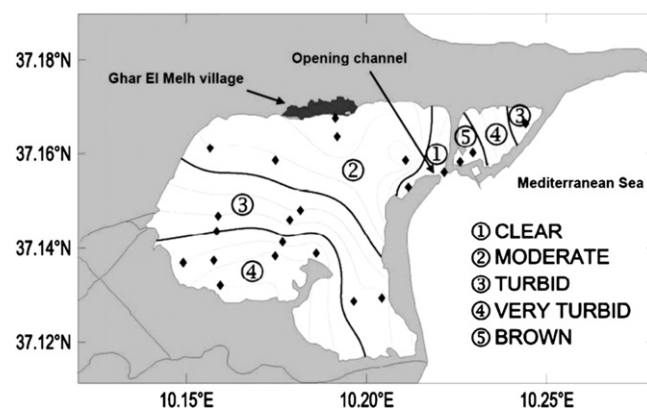 37.18°N
37.16°N
37.14°N
37.12°N
Opening channel
Ghar El Melh village
3
5
4
1
2
3
4
Mediterranean Sea
1 CLEAR
2 MODERATE
3 TURBID
4 VERY TURBID
5 BROWN
10.15°E
10.20°E
10.25°E